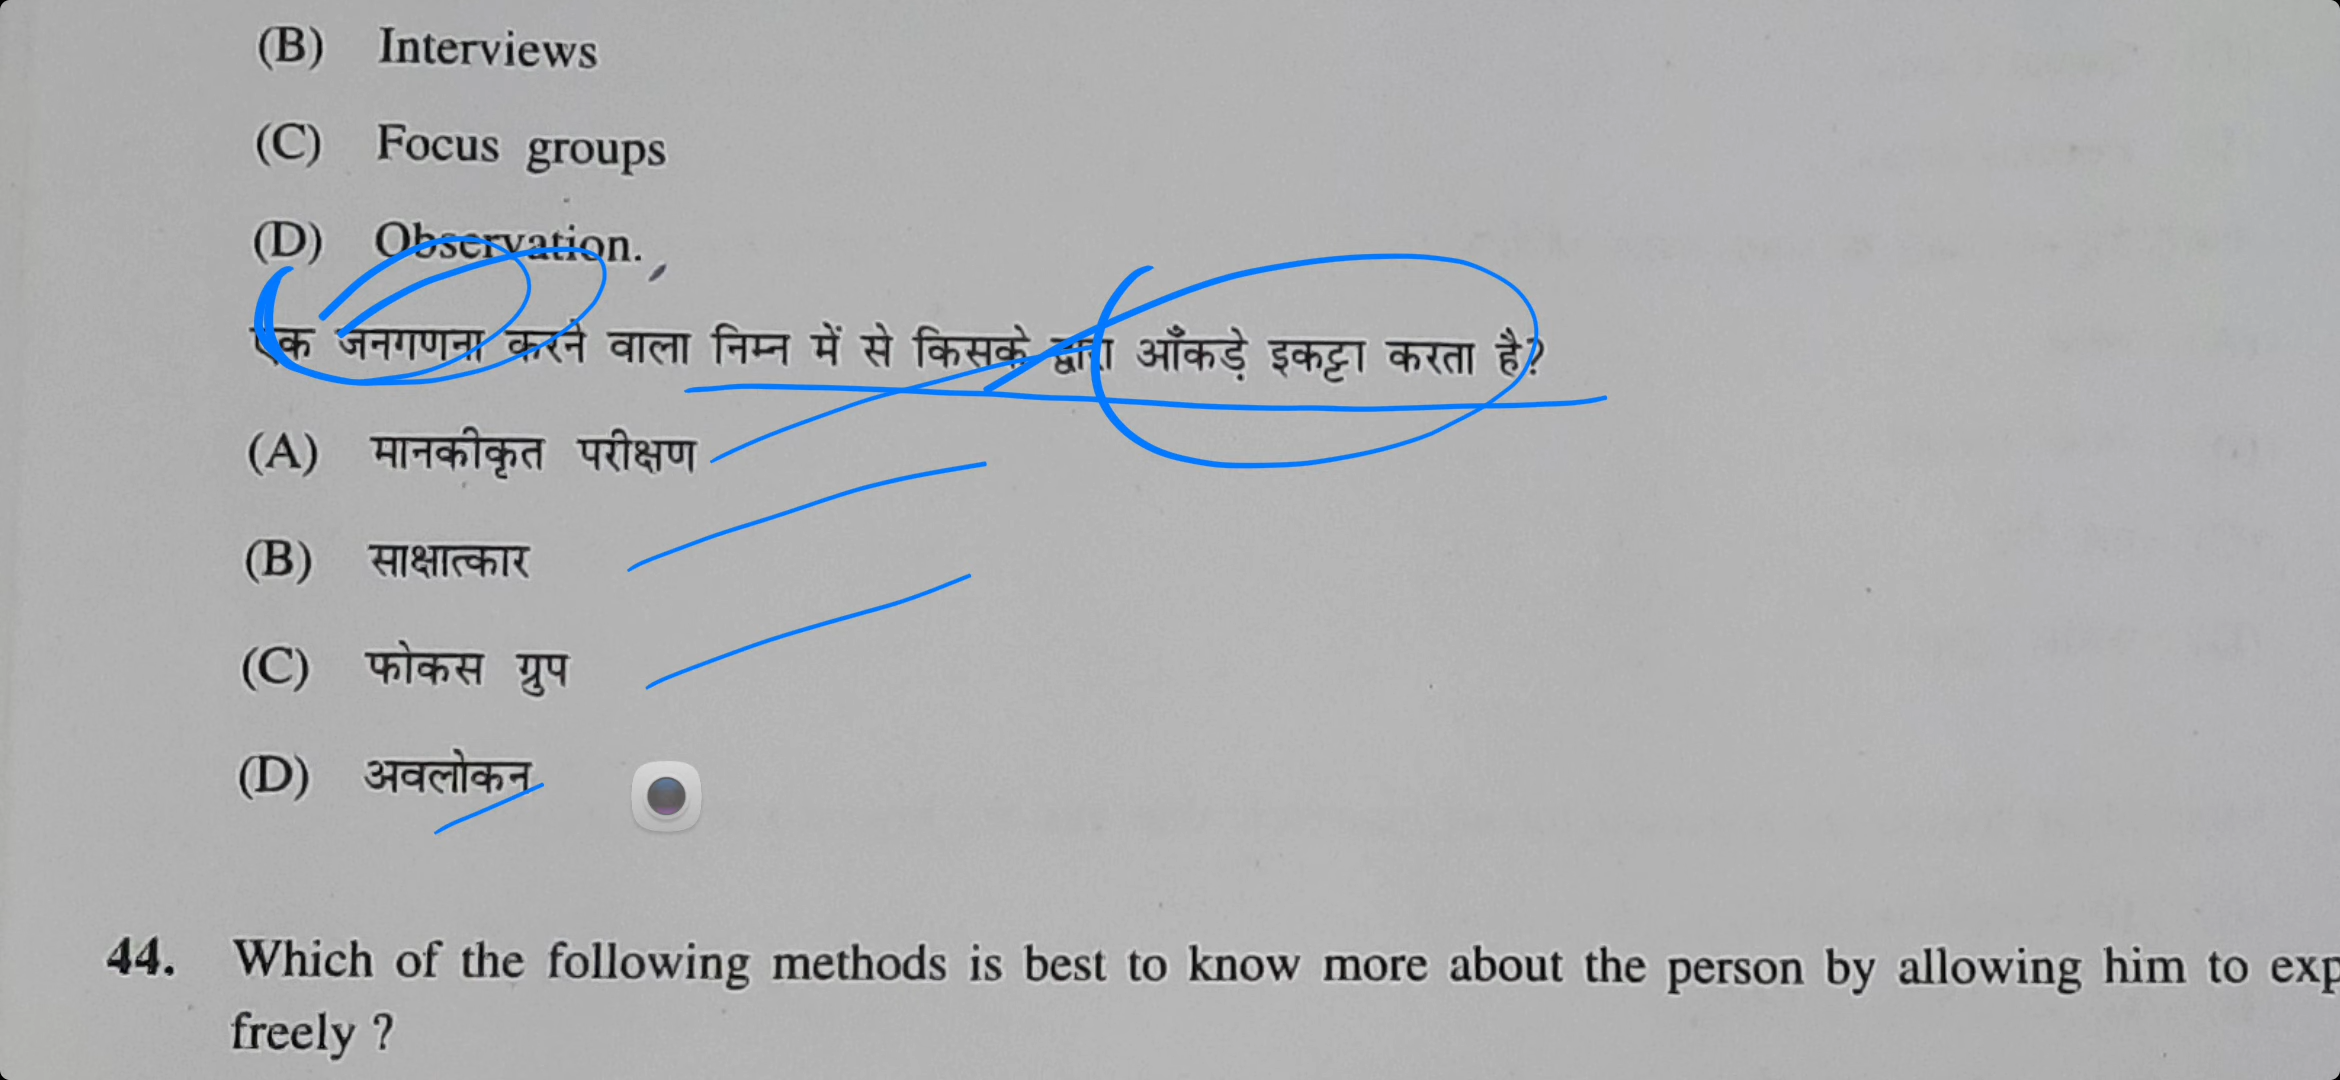 (B) Interviews
(C) Focus groups
(D) Observation.
एक जनगणना करने वाला निम्न में से किसके द्वारा आँकड़े इकट्टा करता है?
(A) मानकीकृत परीक्षण
(B) साक्षात्कार
(C) फोकस ग्रुप
(D) अवलोकन
44. Which of the following methods is best to know more about the person by allowing him to exp
freely ?